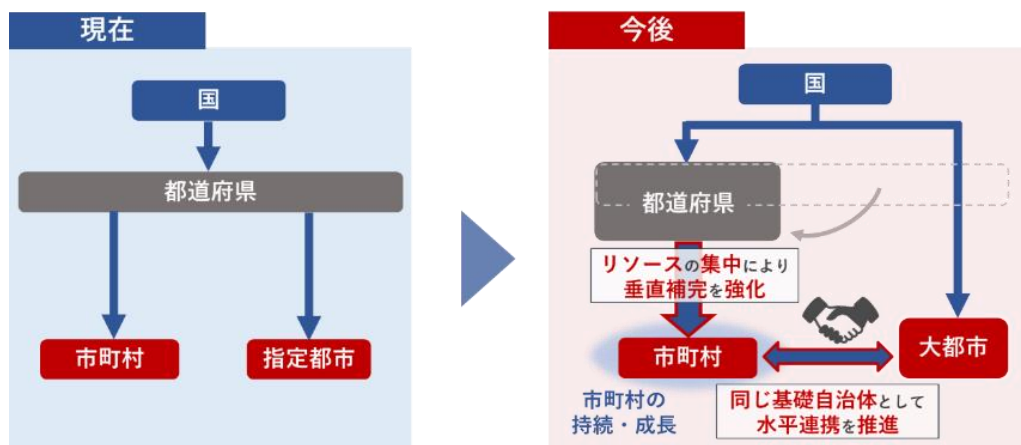 現在
国
都道府県
市町村
指定都市
今後
国
都道府県
リソースの集中により
垂直補完を強化
市町村
大都市
市町村の
持続・成長
同じ基礎自治体として
水平連携を推進